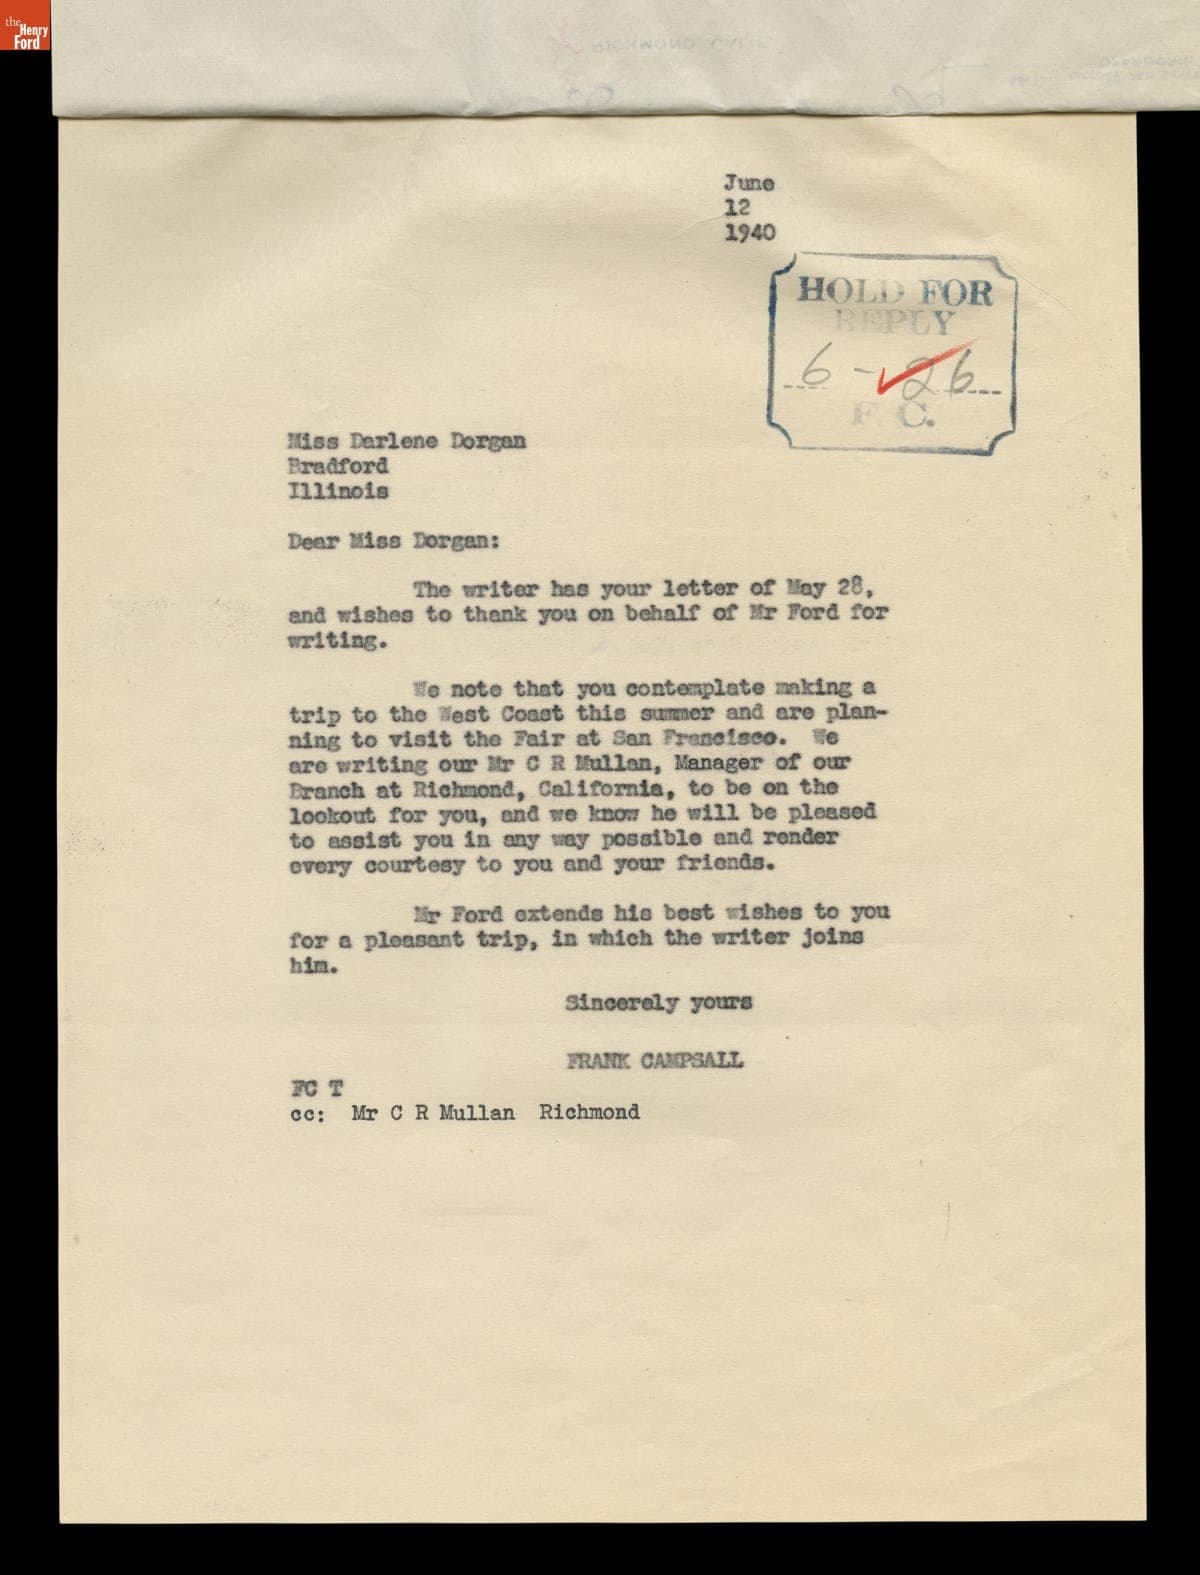 the
Henry
Ford
RICHMOND
June
12
1940
HOLD FOR
REPLY
6-26
F. C.
Miss Darlene Dorgan
Bradford
Illinois
Dear Miss Dorgan:
The writer has your letter of May 28,
and wishes to thank you on behalf of Mr Ford for
writing.
We note that you contemplate making a
trip to the West Coast this summer and are plan-
ning to visit the Fair at San Francisco. We
are writing our Mr C R Mullan, Manager of our
Branch at Richmond, California, to be on the
lookout for you, and we know he will be pleased
to assist you in any way possible and render
every courtesy to you and your friends.
Mr Ford extends his best wishes to you
for a pleasant trip, in which the writer joins
him.
Sincerely yours
FRANK CAMPSALL
FC T
cc: Mr C R Mullan Richmond